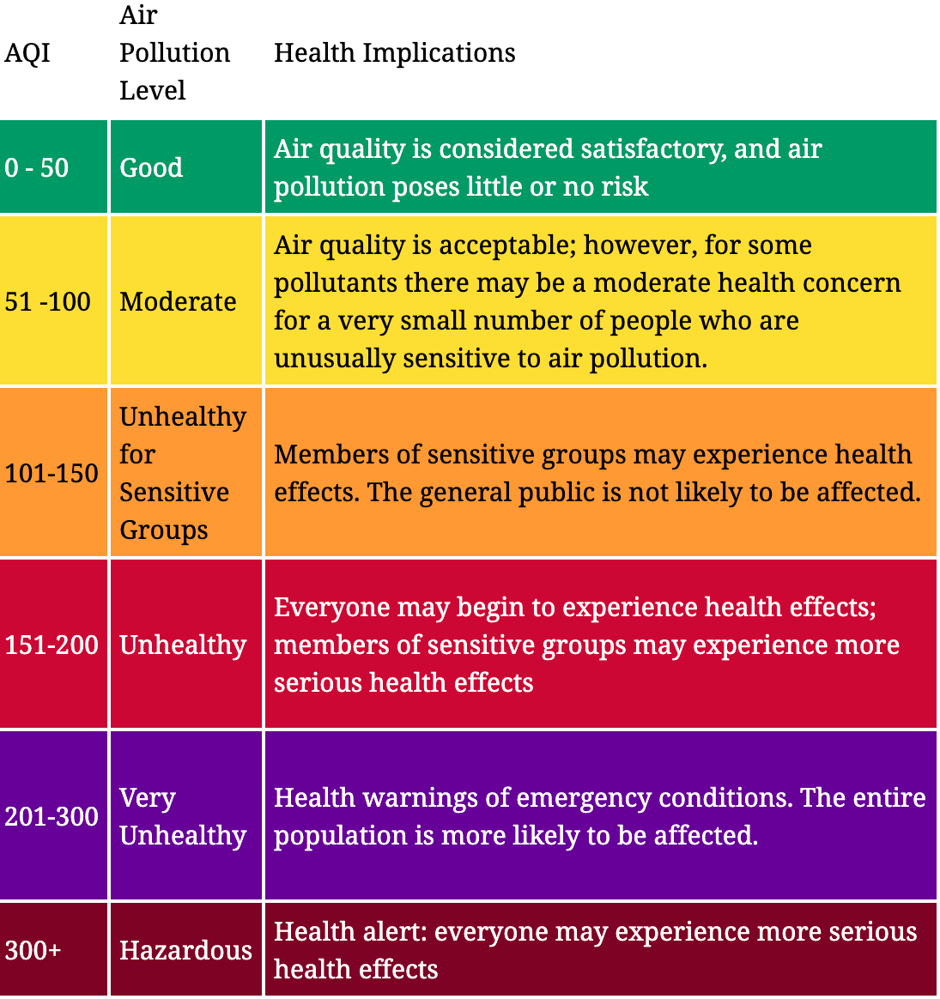 AQI
Air
Pollution
Level
Health Implications
0 - 50
Good
Air quality is considered satisfactory, and air
pollution poses little or no risk
51 -100
Moderate
Air quality is acceptable; however, for some
pollutants there may be a moderate health concern
for a very small number of people who are
unusually sensitive to air pollution.
101-150
Unhealthy
for
Sensitive
Groups
Members of sensitive groups may experience health
effects. The general public is not likely to be affected.
151-200
Unhealthy
Everyone may begin to experience health effects;
members of sensitive groups may experience more
serious health effects
201-300
Very
Unhealthy
Health warnings of emergency conditions. The entire
population is more likely to be affected.
300+
Hazardous
Health alert: everyone may experience more serious
health effects